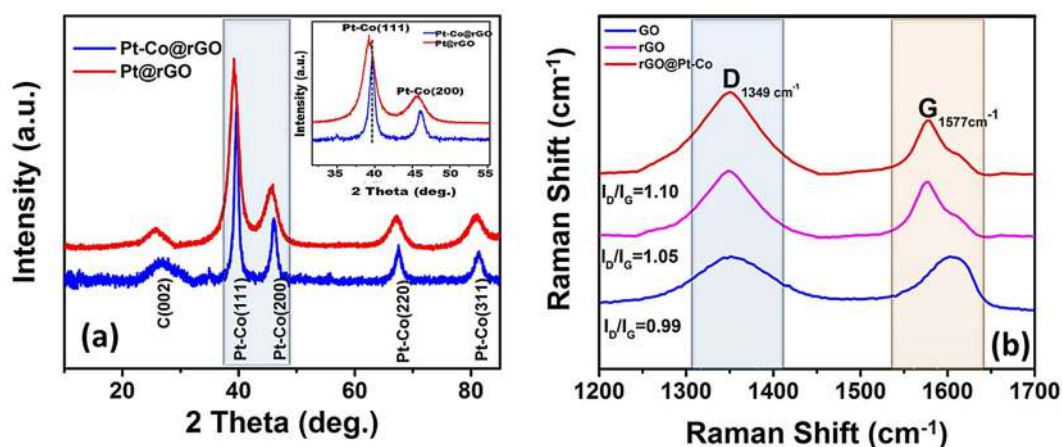 Intensity (a.u.)
Pt-Co@rGO
Pt@rGO
Intensity (a.u.)
Pt-Co(111)
Pt-Co@rGO
Pt@rGO
Pt-Co(200)
35 40 45 50 55
2 Theta (deg.)
C(002)
Pt-Co(111)
Pt-Co(200)
Pt-Co(220)
Pt-Co(311)
(a)
20 40 60 80
2 Theta (deg.)
Raman Shift (cm-1)
GO
rGO
rGO@Pt-Co
D 1349 cm-1
G 1577cm-1
ID/IG=1.10
ID/IG=1.05
ID/IG=0.99
(b)
1200 1300 1400 1500 1600 1700
Raman Shift (cm-1)